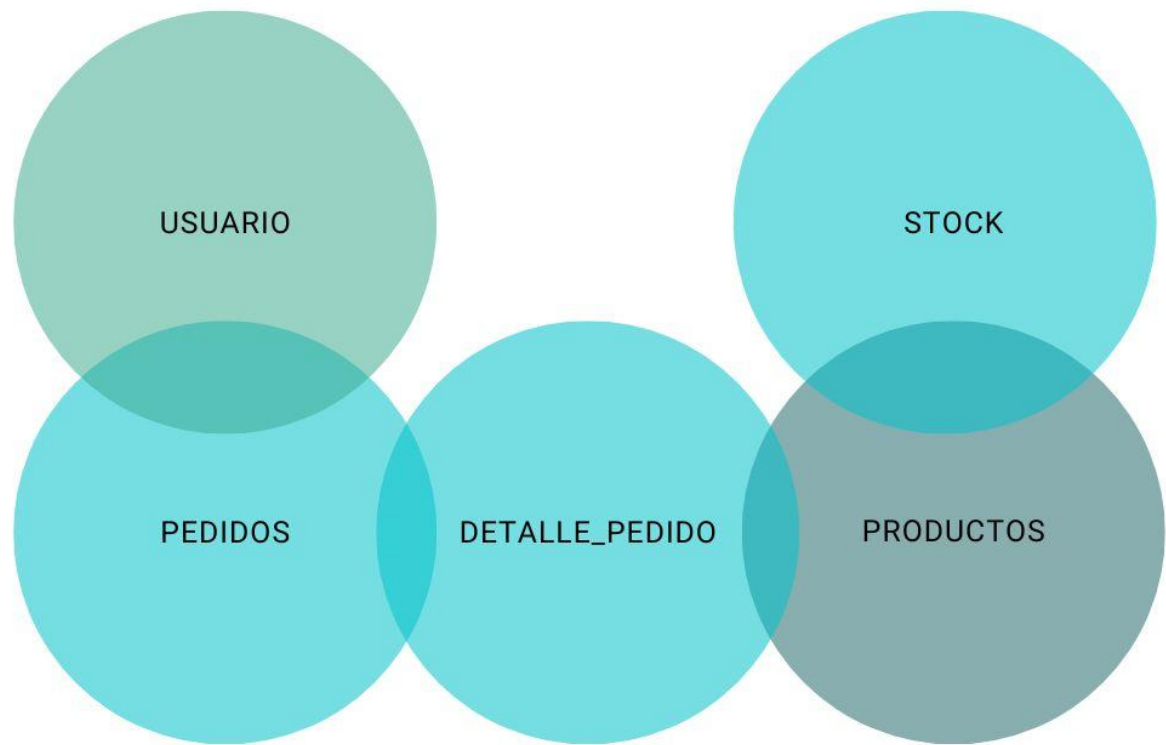 USUARIO
STOCK
PEDIDOS
DETALLE_PEDIDO
PRODUCTOS